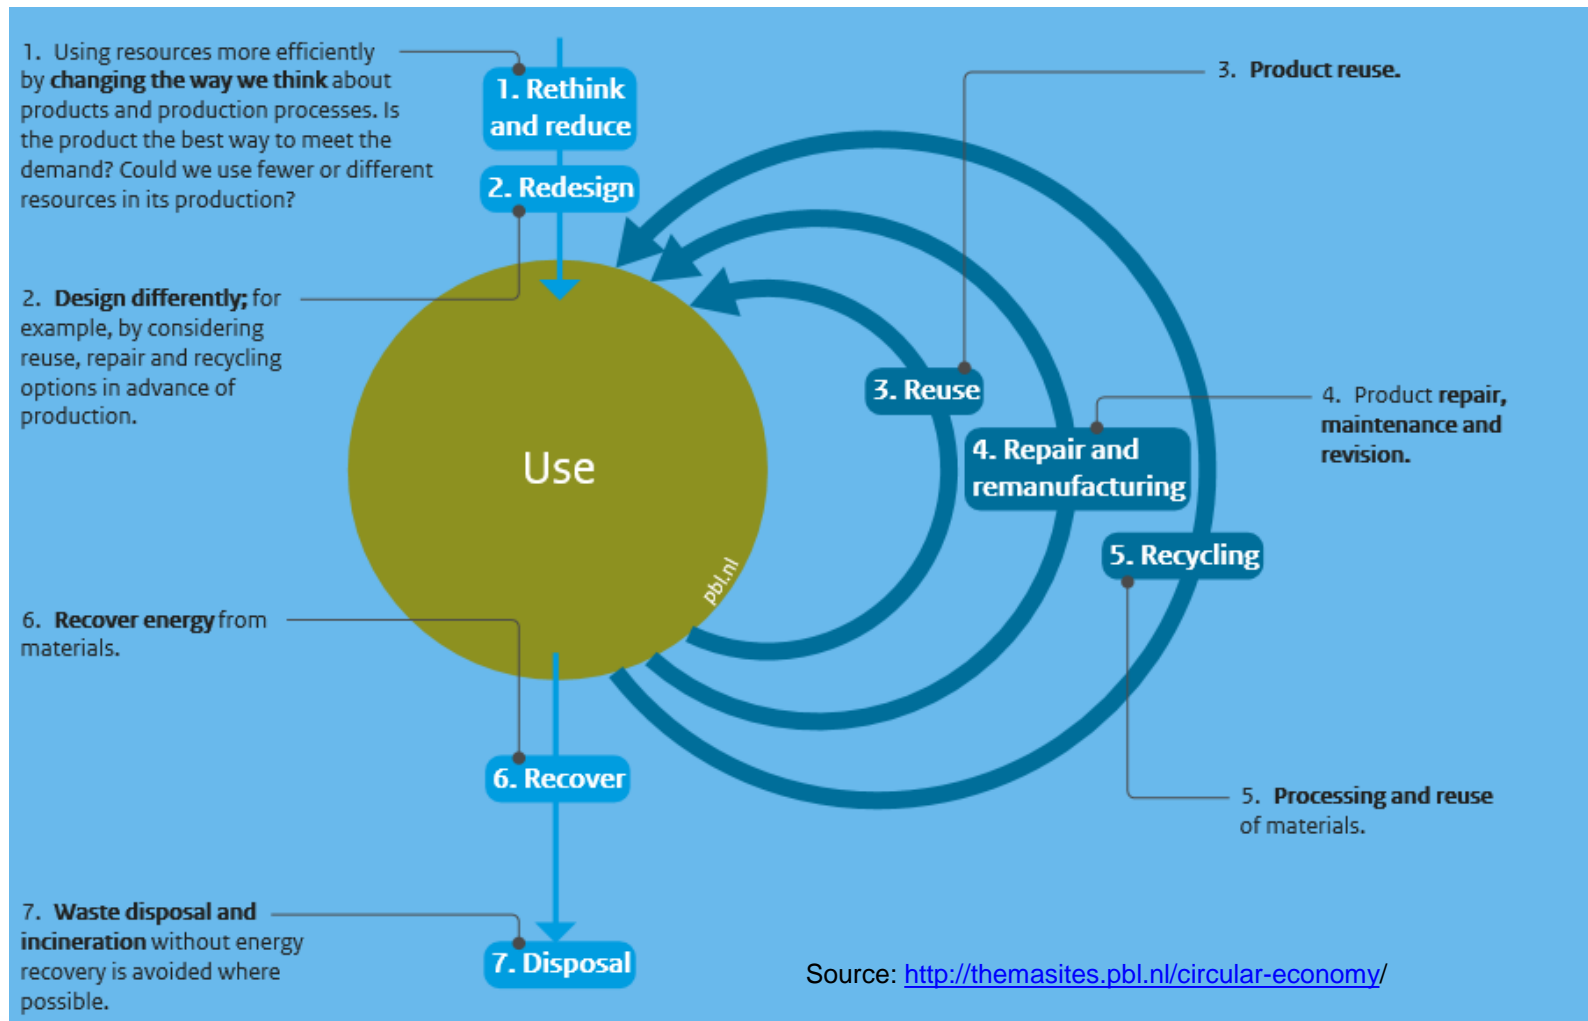 1. Using resources more efficiently
by changing the way we think about
products and production processes. Is
the product the best way to meet the
demand? Could we use fewer or different
resources in its production?
1. Rethink
and reduce
2. Redesign
3. Product reuse.
2. Design differently; for
example, by considering
reuse, repair and recycling
options in advance of
production.
3. Reuse
4. Repair and
remanufacturing
4. Product repair,
maintenance and
revision.
Use
pbl.nl
5. Recycling
6. Recover energy from
materials.
6. Recover
5. Processing and reuse
of materials.
7. Waste disposal and
incineration without energy
recovery is avoided where
possible.
7. Disposal
Source: http://themasites.pbl.nl/circular-economy/